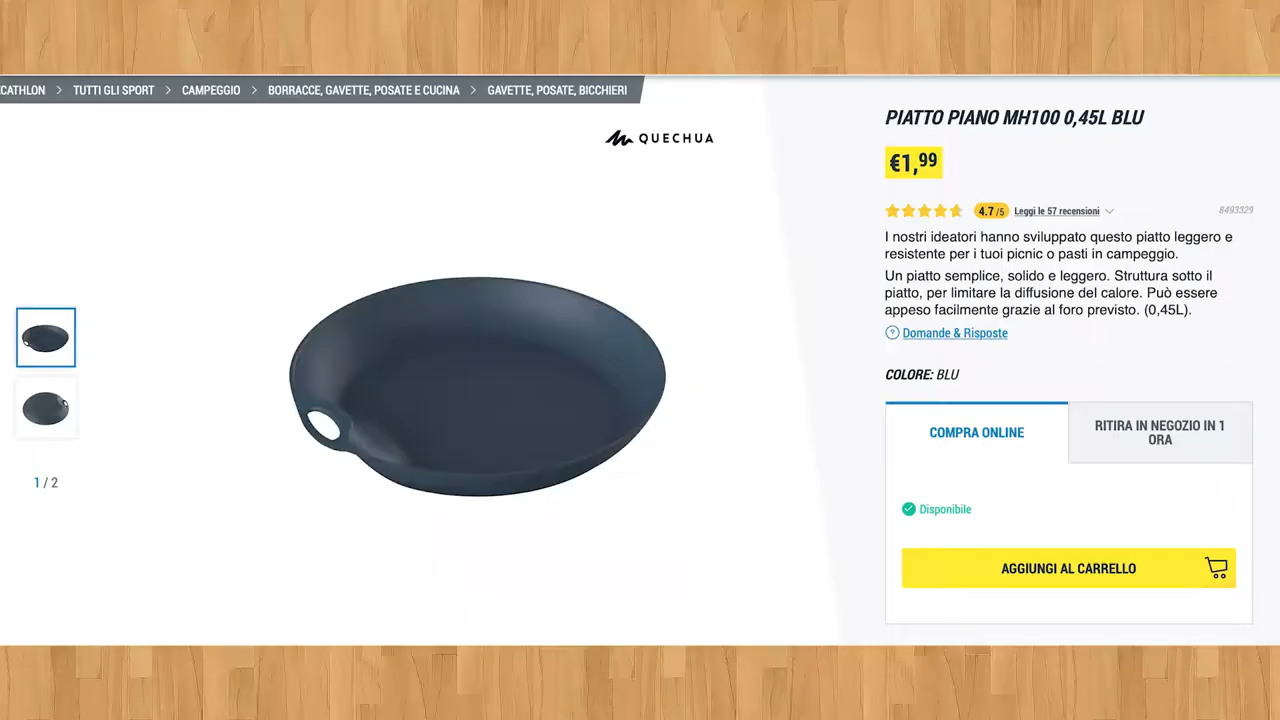 CATHLON > TUTTI GLI SPORT > CAMPEGGIO > BORRACCE, GAVETTE, POSATE E CUCINA > GAVETTE, POSATE, BICCHIERI
QUECHUA
1 / 2
PIATTO PIANO MH100 0,45L BLU
€1,99
4.7 /5 Leggi le 57 recensioni
8493329
I nostri ideatori hanno sviluppato questo piatto leggero e
resistente per i tuoi picnic o pasti in campeggio.
Un piatto semplice, solido e leggero. Struttura sotto il
piatto, per limitare la diffusione del calore. Può essere
appeso facilmente grazie al foro previsto. (0,45L).
? Domande & Risposte
COLORE: BLU
COMPRA ONLINE
RITIRA IN NEGOZIO IN 1
ORA
Disponibile
AGGIUNGI AL CARRELLO